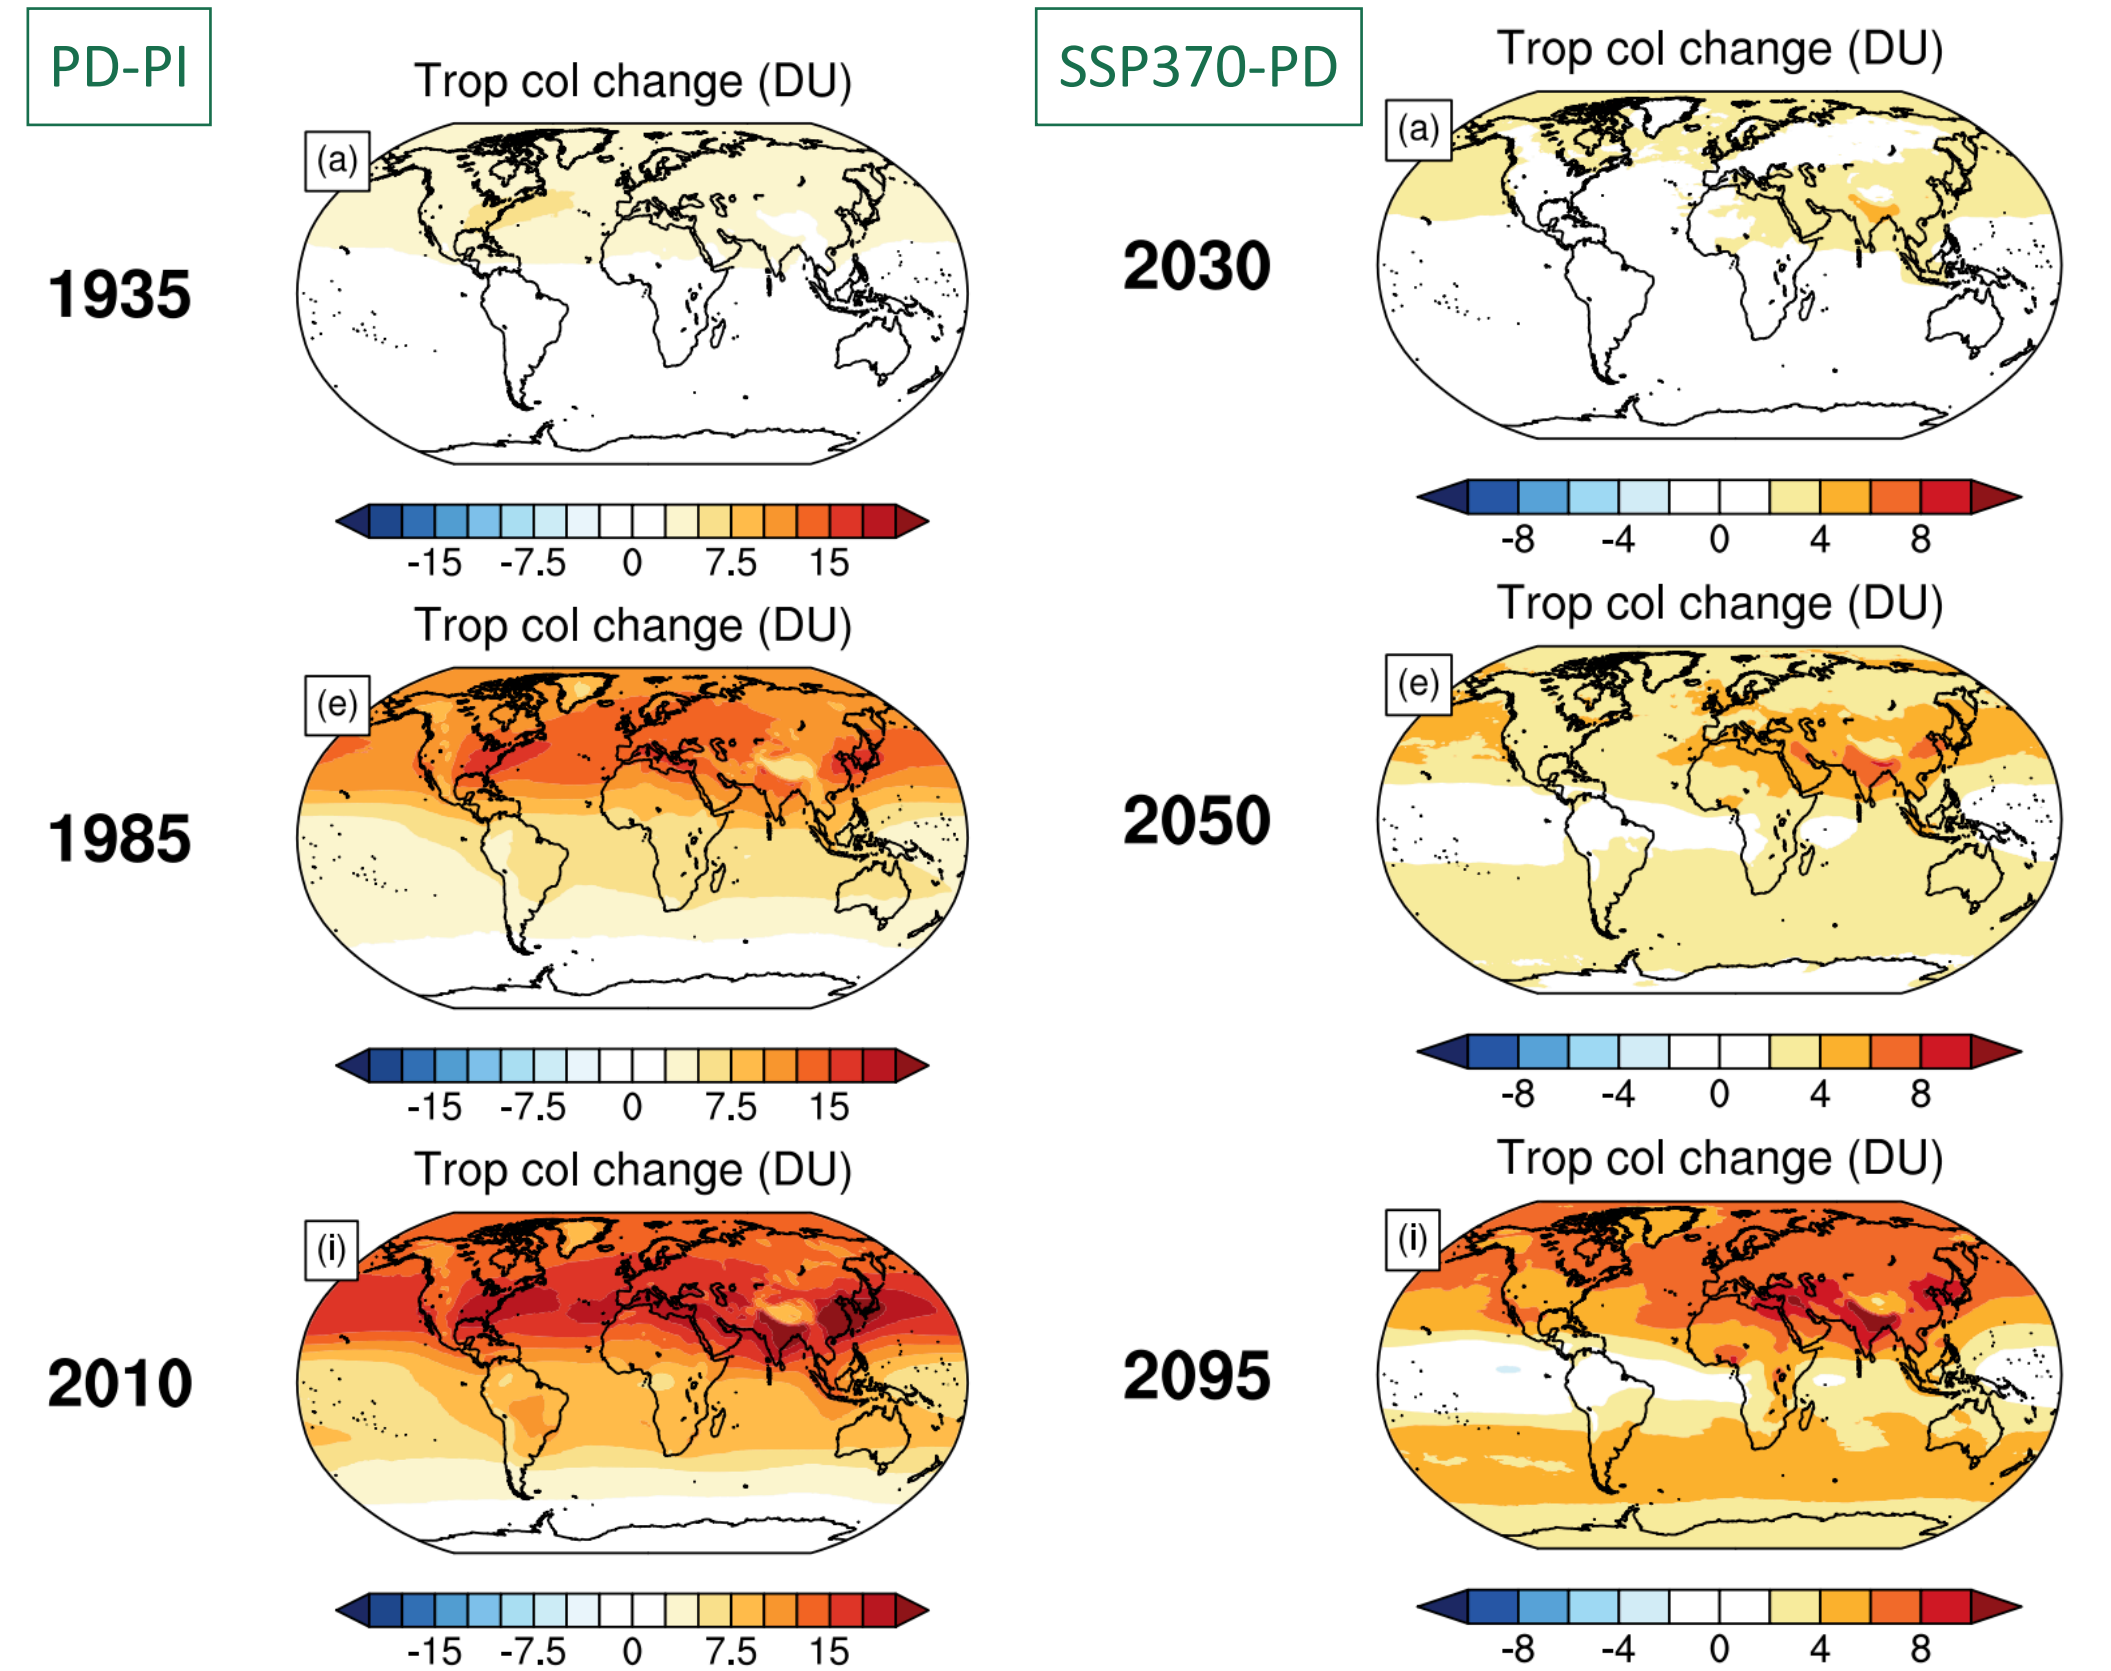 PD-PI
Trop col change (DU)
(a)
1935
-15 -7.5 0 7.5 15
Trop col change (DU)
(e)
1985
-15 -7.5 0 7.5 15
Trop col change (DU)
(i)
2010
-15 -7.5 0 7.5 15
SSP370-PD
Trop col change (DU)
(a)
2030
-8 -4 0 4 8
Trop col change (DU)
(e)
2050
-8 -4 0 4 8
Trop col change (DU)
(i)
2095
-8 -4 0 4 8